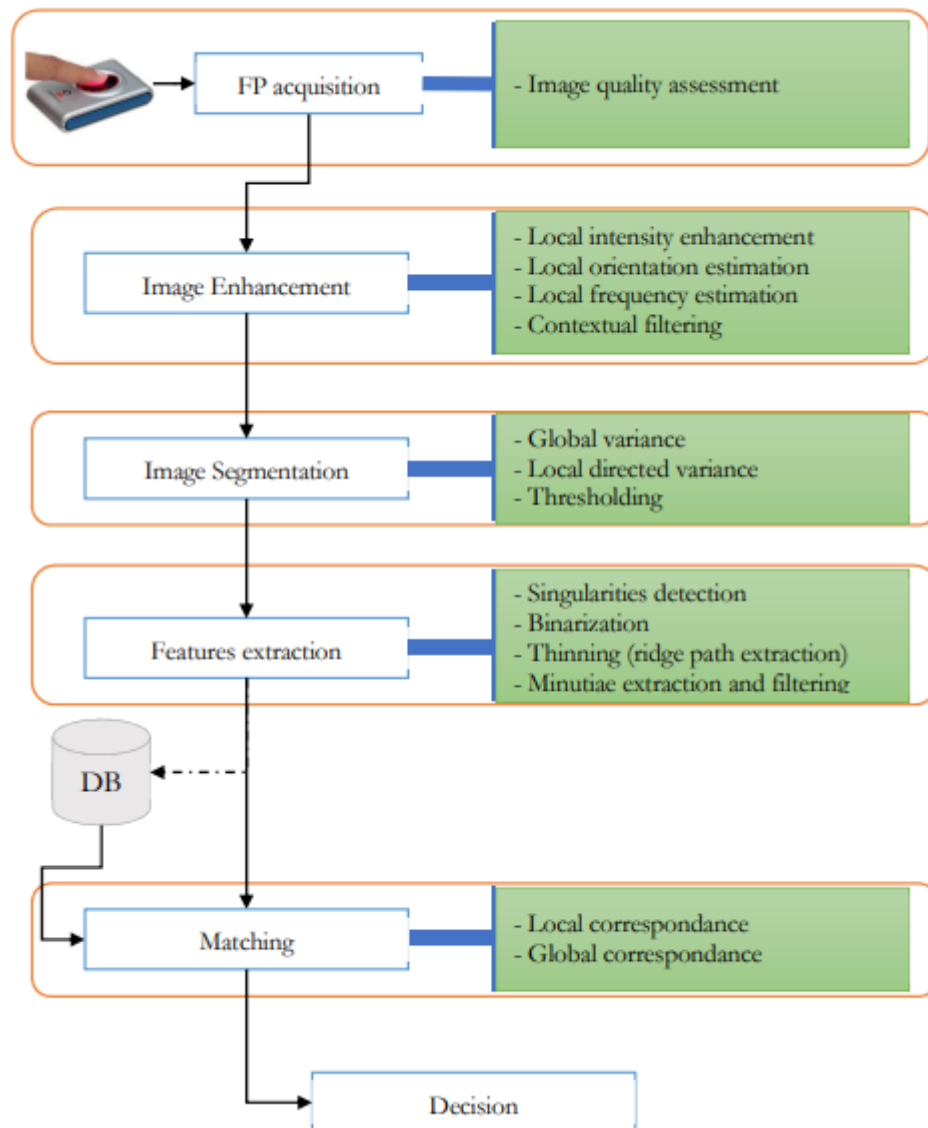 FP acquisition
- Image quality assessment
Image Enhancement
- Local intensity enhancement
- Local orientation estimation
- Local frequency estimation
- Contextual filtering
Image Segmentation
- Global variance
- Local directed variance
- Thresholding
Features extraction
- Singularities detection
- Binarization
- Thinning (ridge path extraction)
- Minutiae extraction and filtering
DB
Matching
- Local correspondance
- Global correspondance
Decision